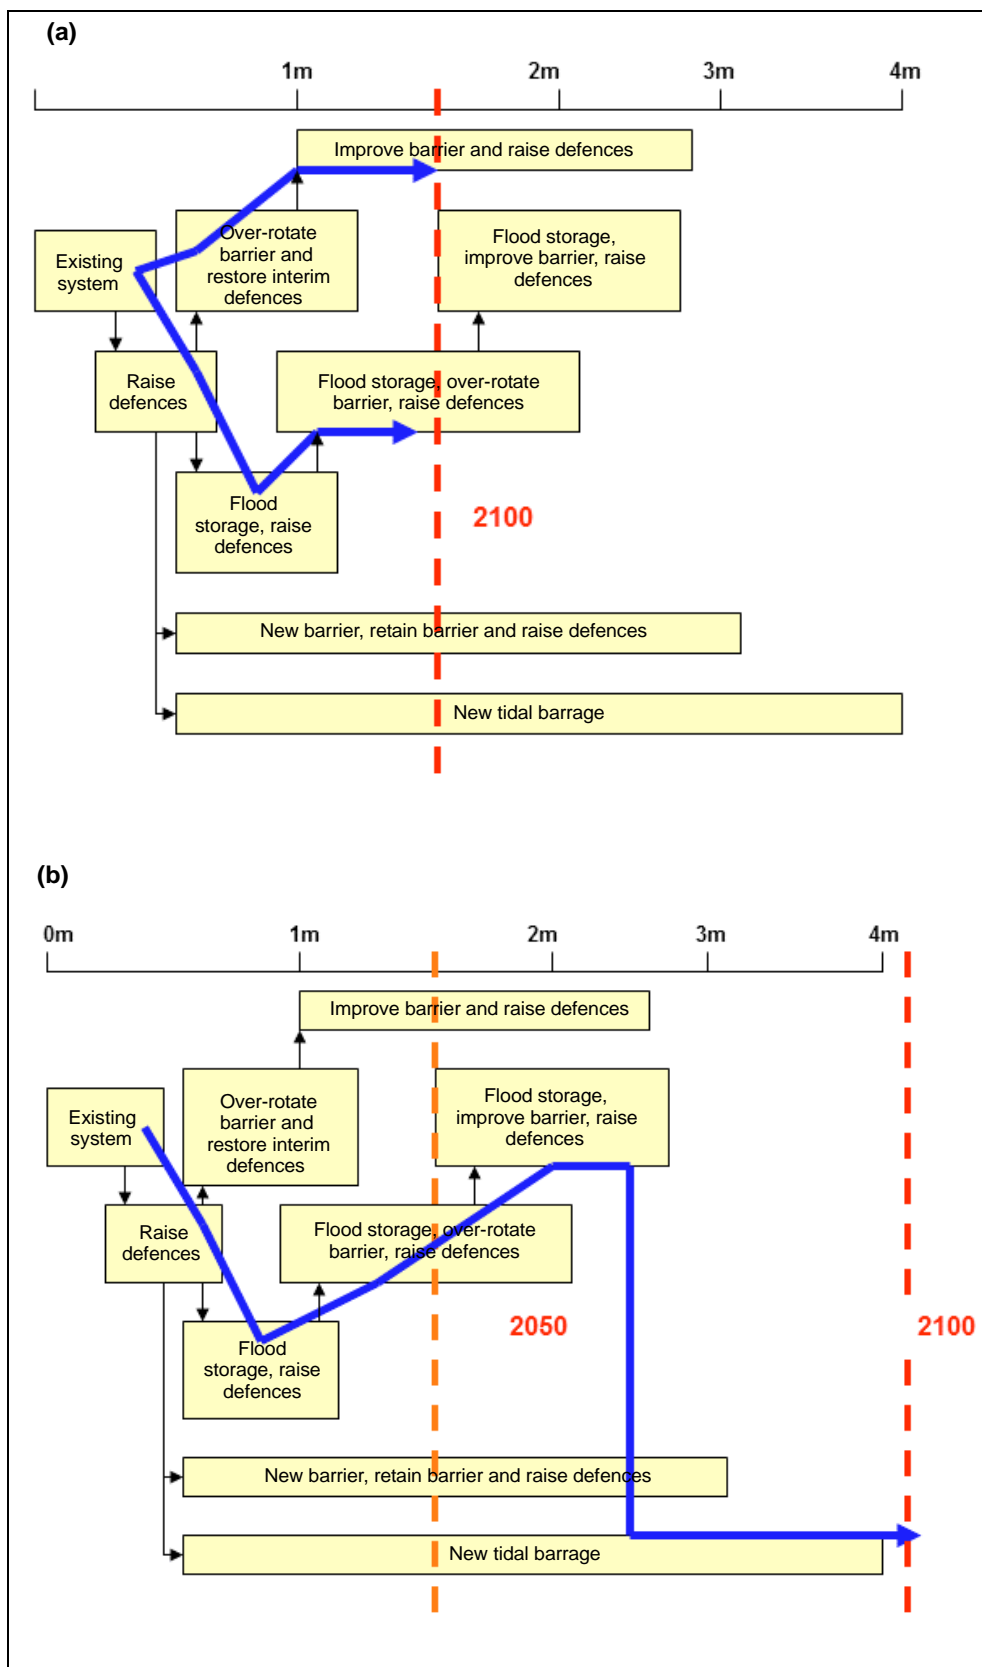 (a)
1m 2m 3m 4m
Improve barrier and raise defences
Over-rotate
barrier and
restore interim
defences
Flood storage,
improve barrier, raise
defences
Existing
system
Raise
defences
Flood storage, over-rotate
barrier, raise defences
Flood
storage, raise
defences
2100
New barrier, retain barrier and raise defences
New tidal barrage
(b)
0m 1m 2m 3m 4m
Improve barrier and raise defences
Over-rotate
barrier and
restore interim
defences
Flood storage,
improve barrier, raise
defences
Existing
system
Raise
defences
Flood storage, over-rotate
barrier, raise defences
2050
2100
Flood
storage, raise
defences
New barrier, retain barrier and raise defences
New tidal barrage